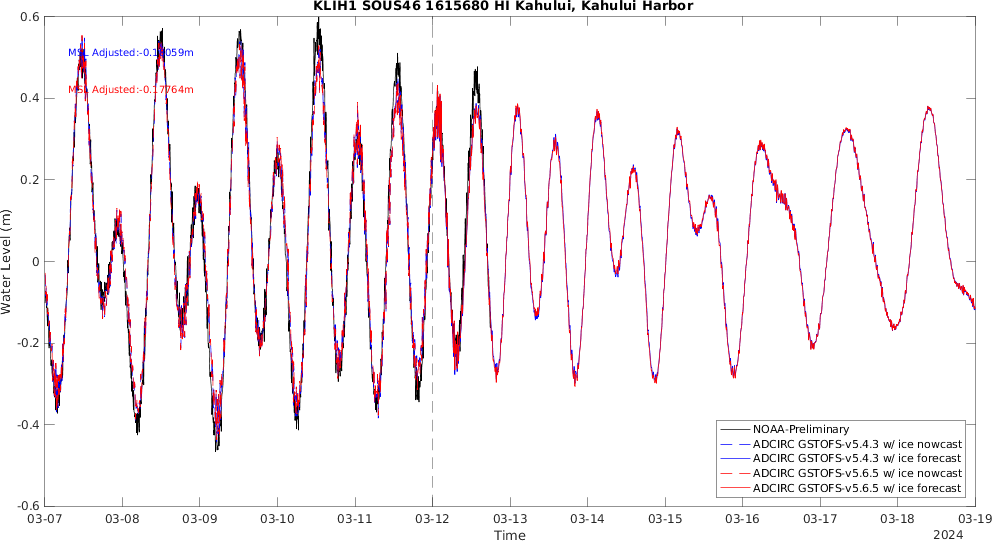 KLIH1 SOUS46 1615680 HI Kahului, Kahului Harbor
0.6
MSL Adjusted:-0. 059m
MSL Adjusted:-0.17764m
0.4
0.2
0
-0.2
-0.4
-0.6
Water Level (m)
NOAA-Preliminary
ADCIRC GSTOFS-v5.4.3 w/ ice nowcast
ADCIRC GSTOFS-v5.4.3 w/ ice forecast
ADCIRC GSTOFS-v5.6.5 w/ ice nowcast
ADCIRC GSTOFS-v5.6.5 w/ ice forecast
03-07 03-08 03-09 03-10 03-11 03-12 03-13 03-14 03-15 03-16 03-17 03-18 03-19
Time
2024